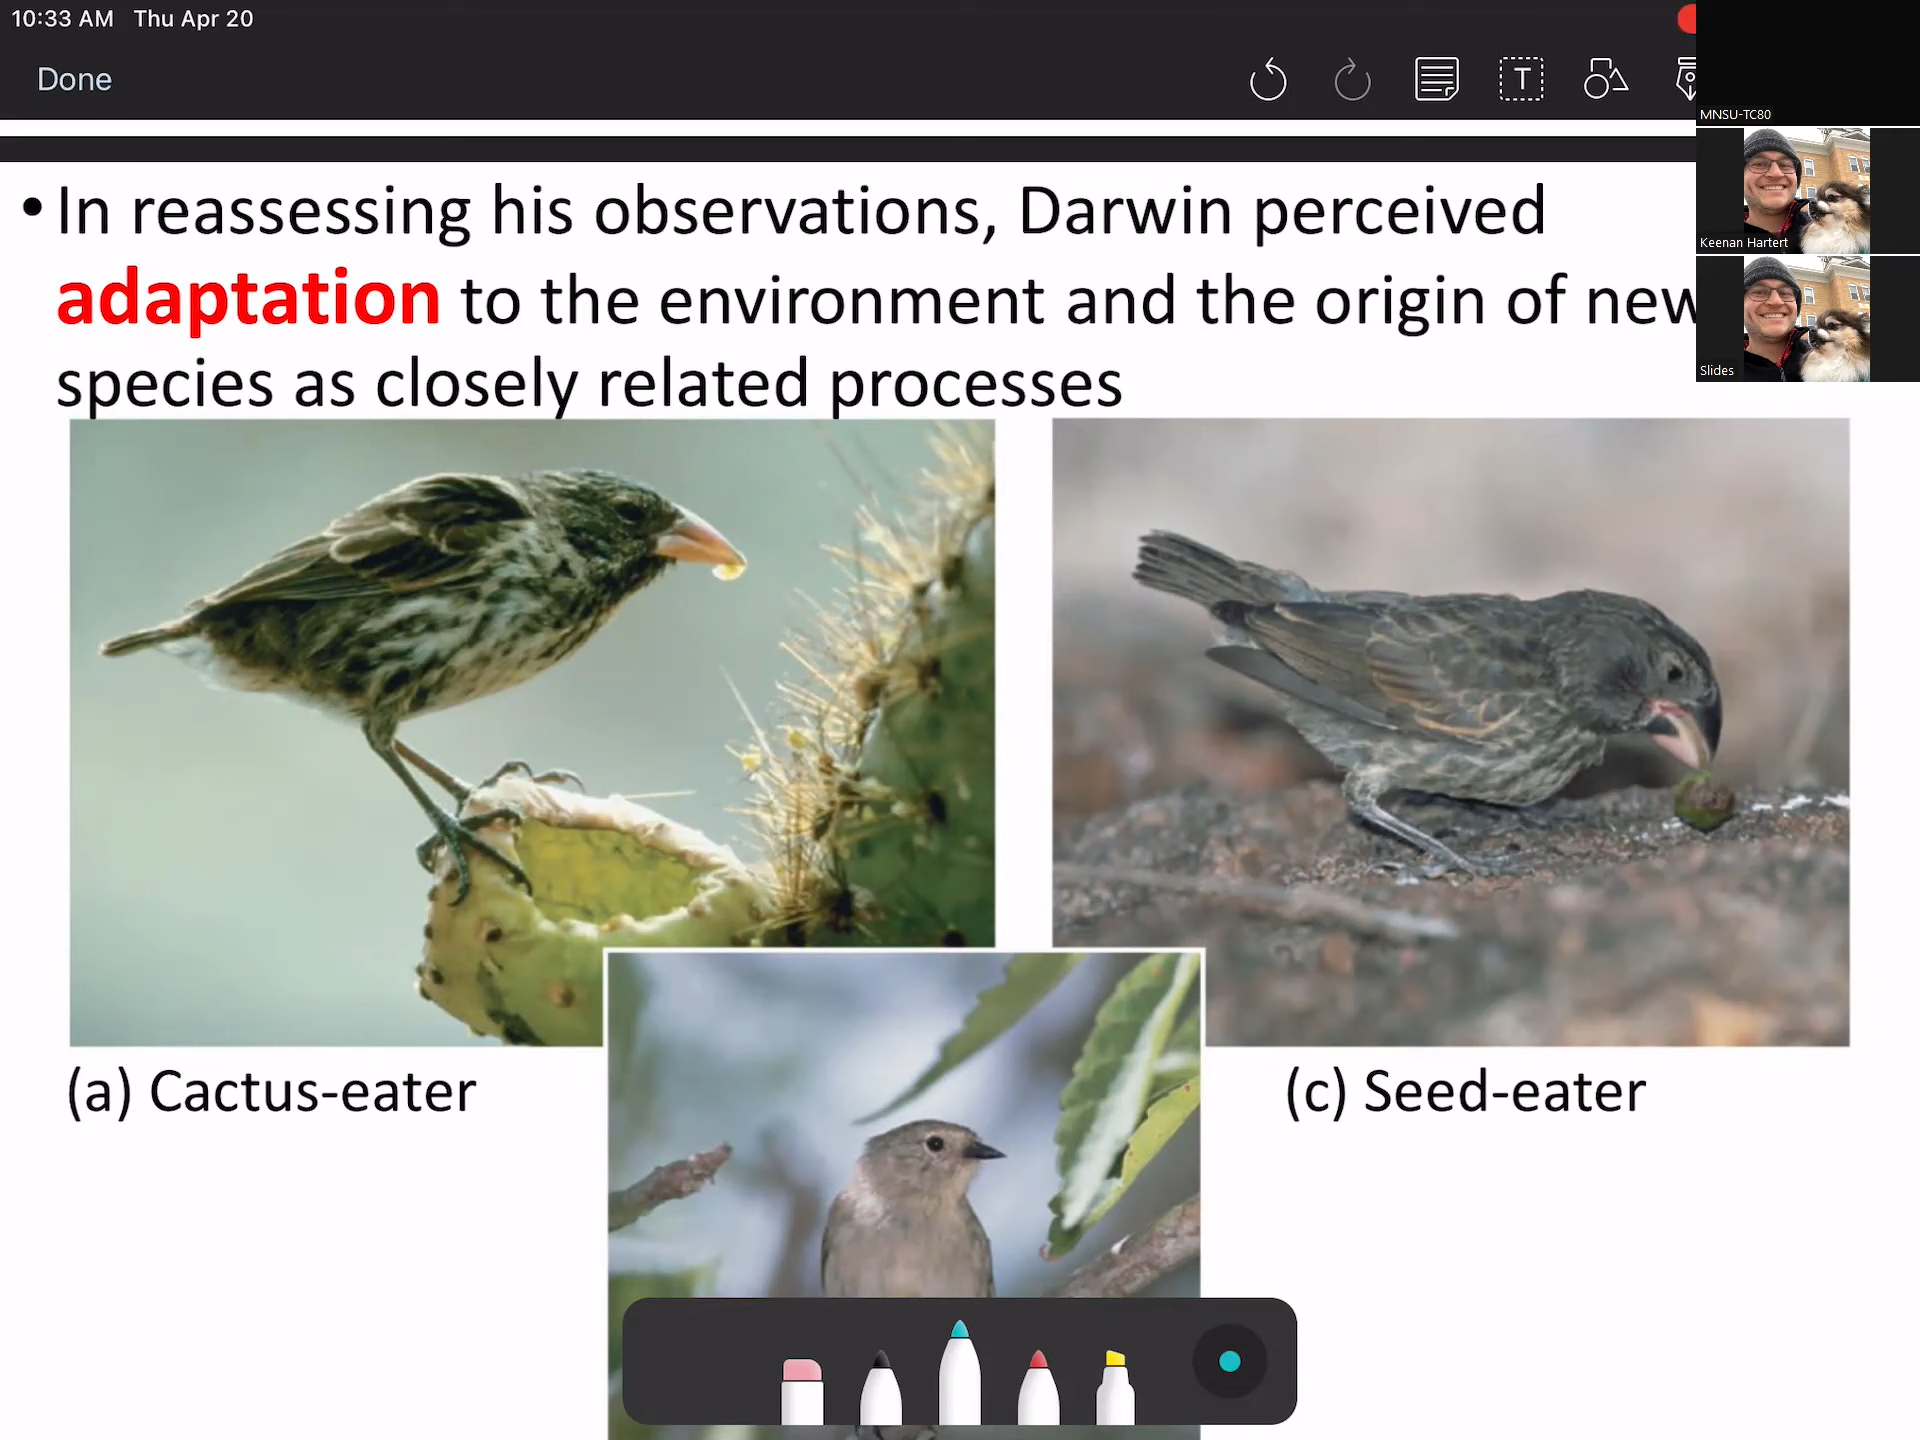 10:33 AM Thu Apr 20
Done
T
MNSU-TC80
Keenan Hartert
Slides
• In reassessing his observations, Darwin perceived
adaptation to the environment and the origin of new
species as closely related processes
(a) Cactus-eater
(c) Seed-eater